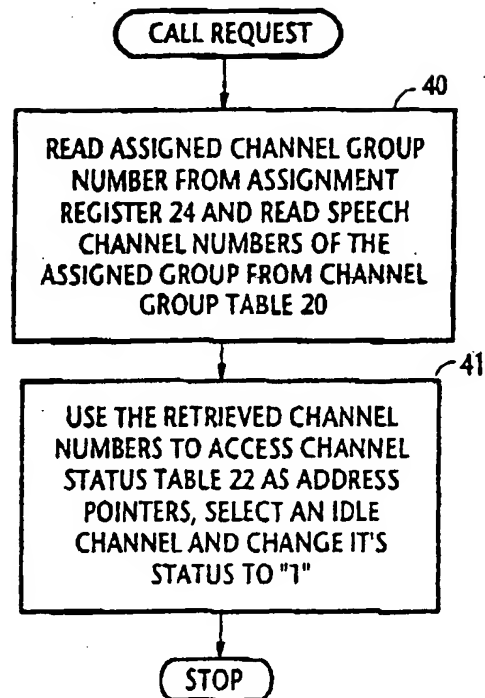 CALL REQUEST
40
READ ASSIGNED CHANNEL GROUP
NUMBER FROM ASSIGNMENT
REGISTER 24 AND READ SPEECH
CHANNEL NUMBERS OF THE
ASSIGNED GROUP FROM CHANNEL
GROUP TABLE 20
41
USE THE RETRIEVED CHANNEL
NUMBERS TO ACCESS CHANNEL
STATUS TABLE 22 AS ADDRESS
POINTERS, SELECT AN IDLE
CHANNEL AND CHANGE IT'S
STATUS TO "1"
STOP